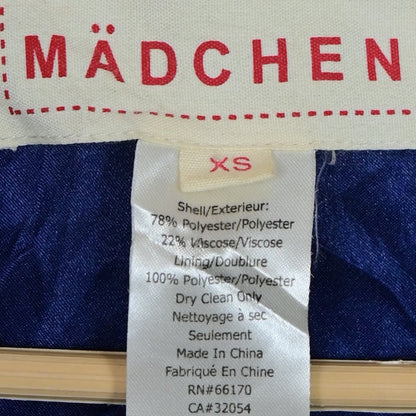 MÄDCHEN
XS
Shell/Exterieur:
78% Polyester/Polyester
22% Viscose/Viscose
Lining/Doublure
100% Polyester/Polyester
Dry Clean Only
Nettoyage à sec
Seulement
Made In China
Fabriqué En Chine
RN#66170
CA#32054